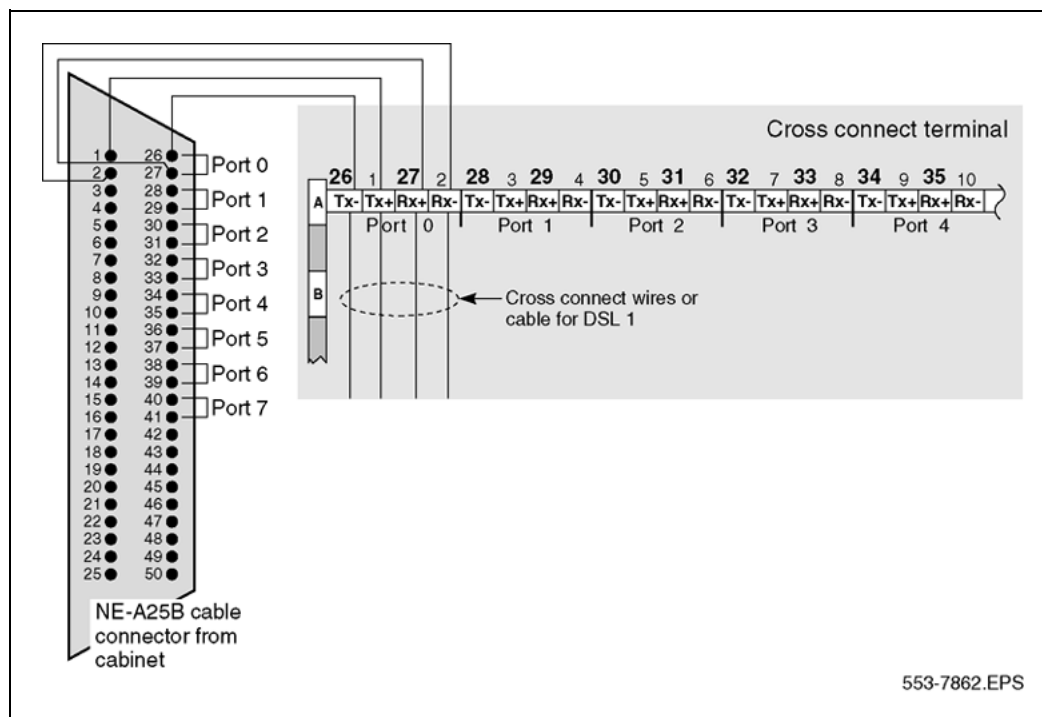 Cross connect terminal
1 26
2 27
3 28
4 29
5 30
6 31
7 32
8 33
9 34
10 35
11 36
12 37
13 38
14 39
15 40
16 41
17 42
18 43
19 44
20 45
21 46
22 47
23 48
24 49
25 50
Port 0
Port 1
Port 2
Port 3
Port 4
Port 5
Port 6
Port 7
26 1 27 2 28 3 29 4 30 5 31 6 32 7 33 8 34 9 35 10
A Tx- Tx+ Rx+ Rx- Tx- Tx+ Rx+ Rx- Tx- Tx+ Rx+ Rx- Tx- Tx+ Rx+ Rx- Tx- Tx+ Rx+ Rx-
Port 0 Port 1 Port 2 Port 3 Port 4
B
Cross connect wires or
cable for DSL 1
NE-A25B cable
connector from
cabinet
553-7862.EPS